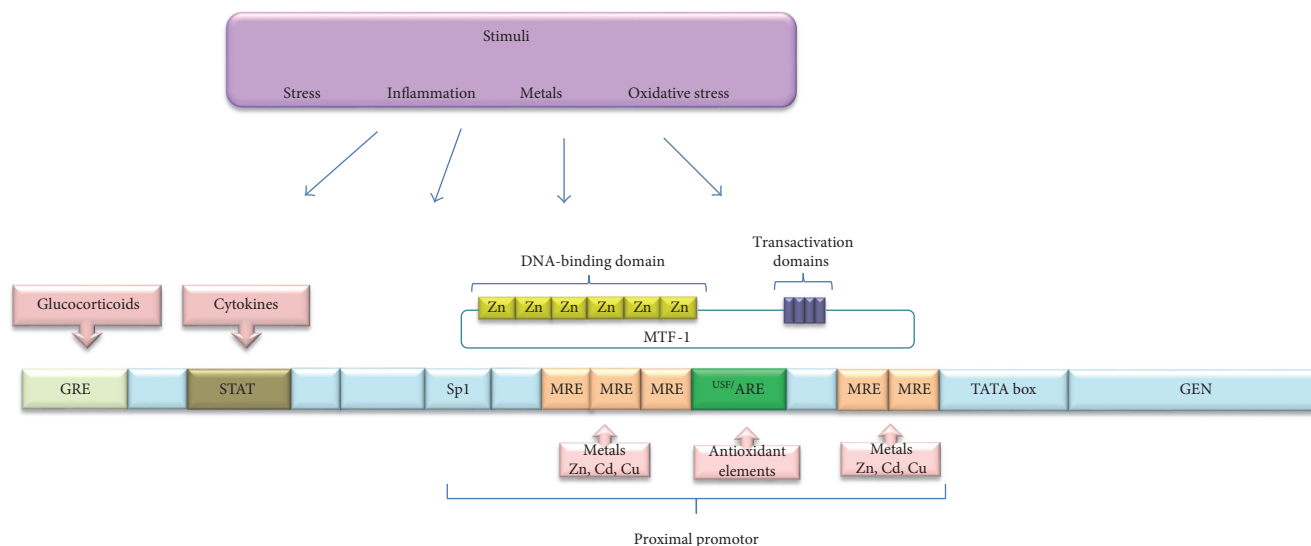 Stimuli
Stress Inflammation Metals Oxidative stress
DNA-binding domain
Transactivation
domains
Glucocorticoids
Cytokines
Zn Zn Zn Zn Zn Zn
MTF-1
GRE STAT Sp1 MRE MRE MRE USF/ARE MRE MRE TATA box GEN
Metals
Zn, Cd, Cu
Antioxidant
elements
Metals
Zn, Cd, Cu
Proximal promotor